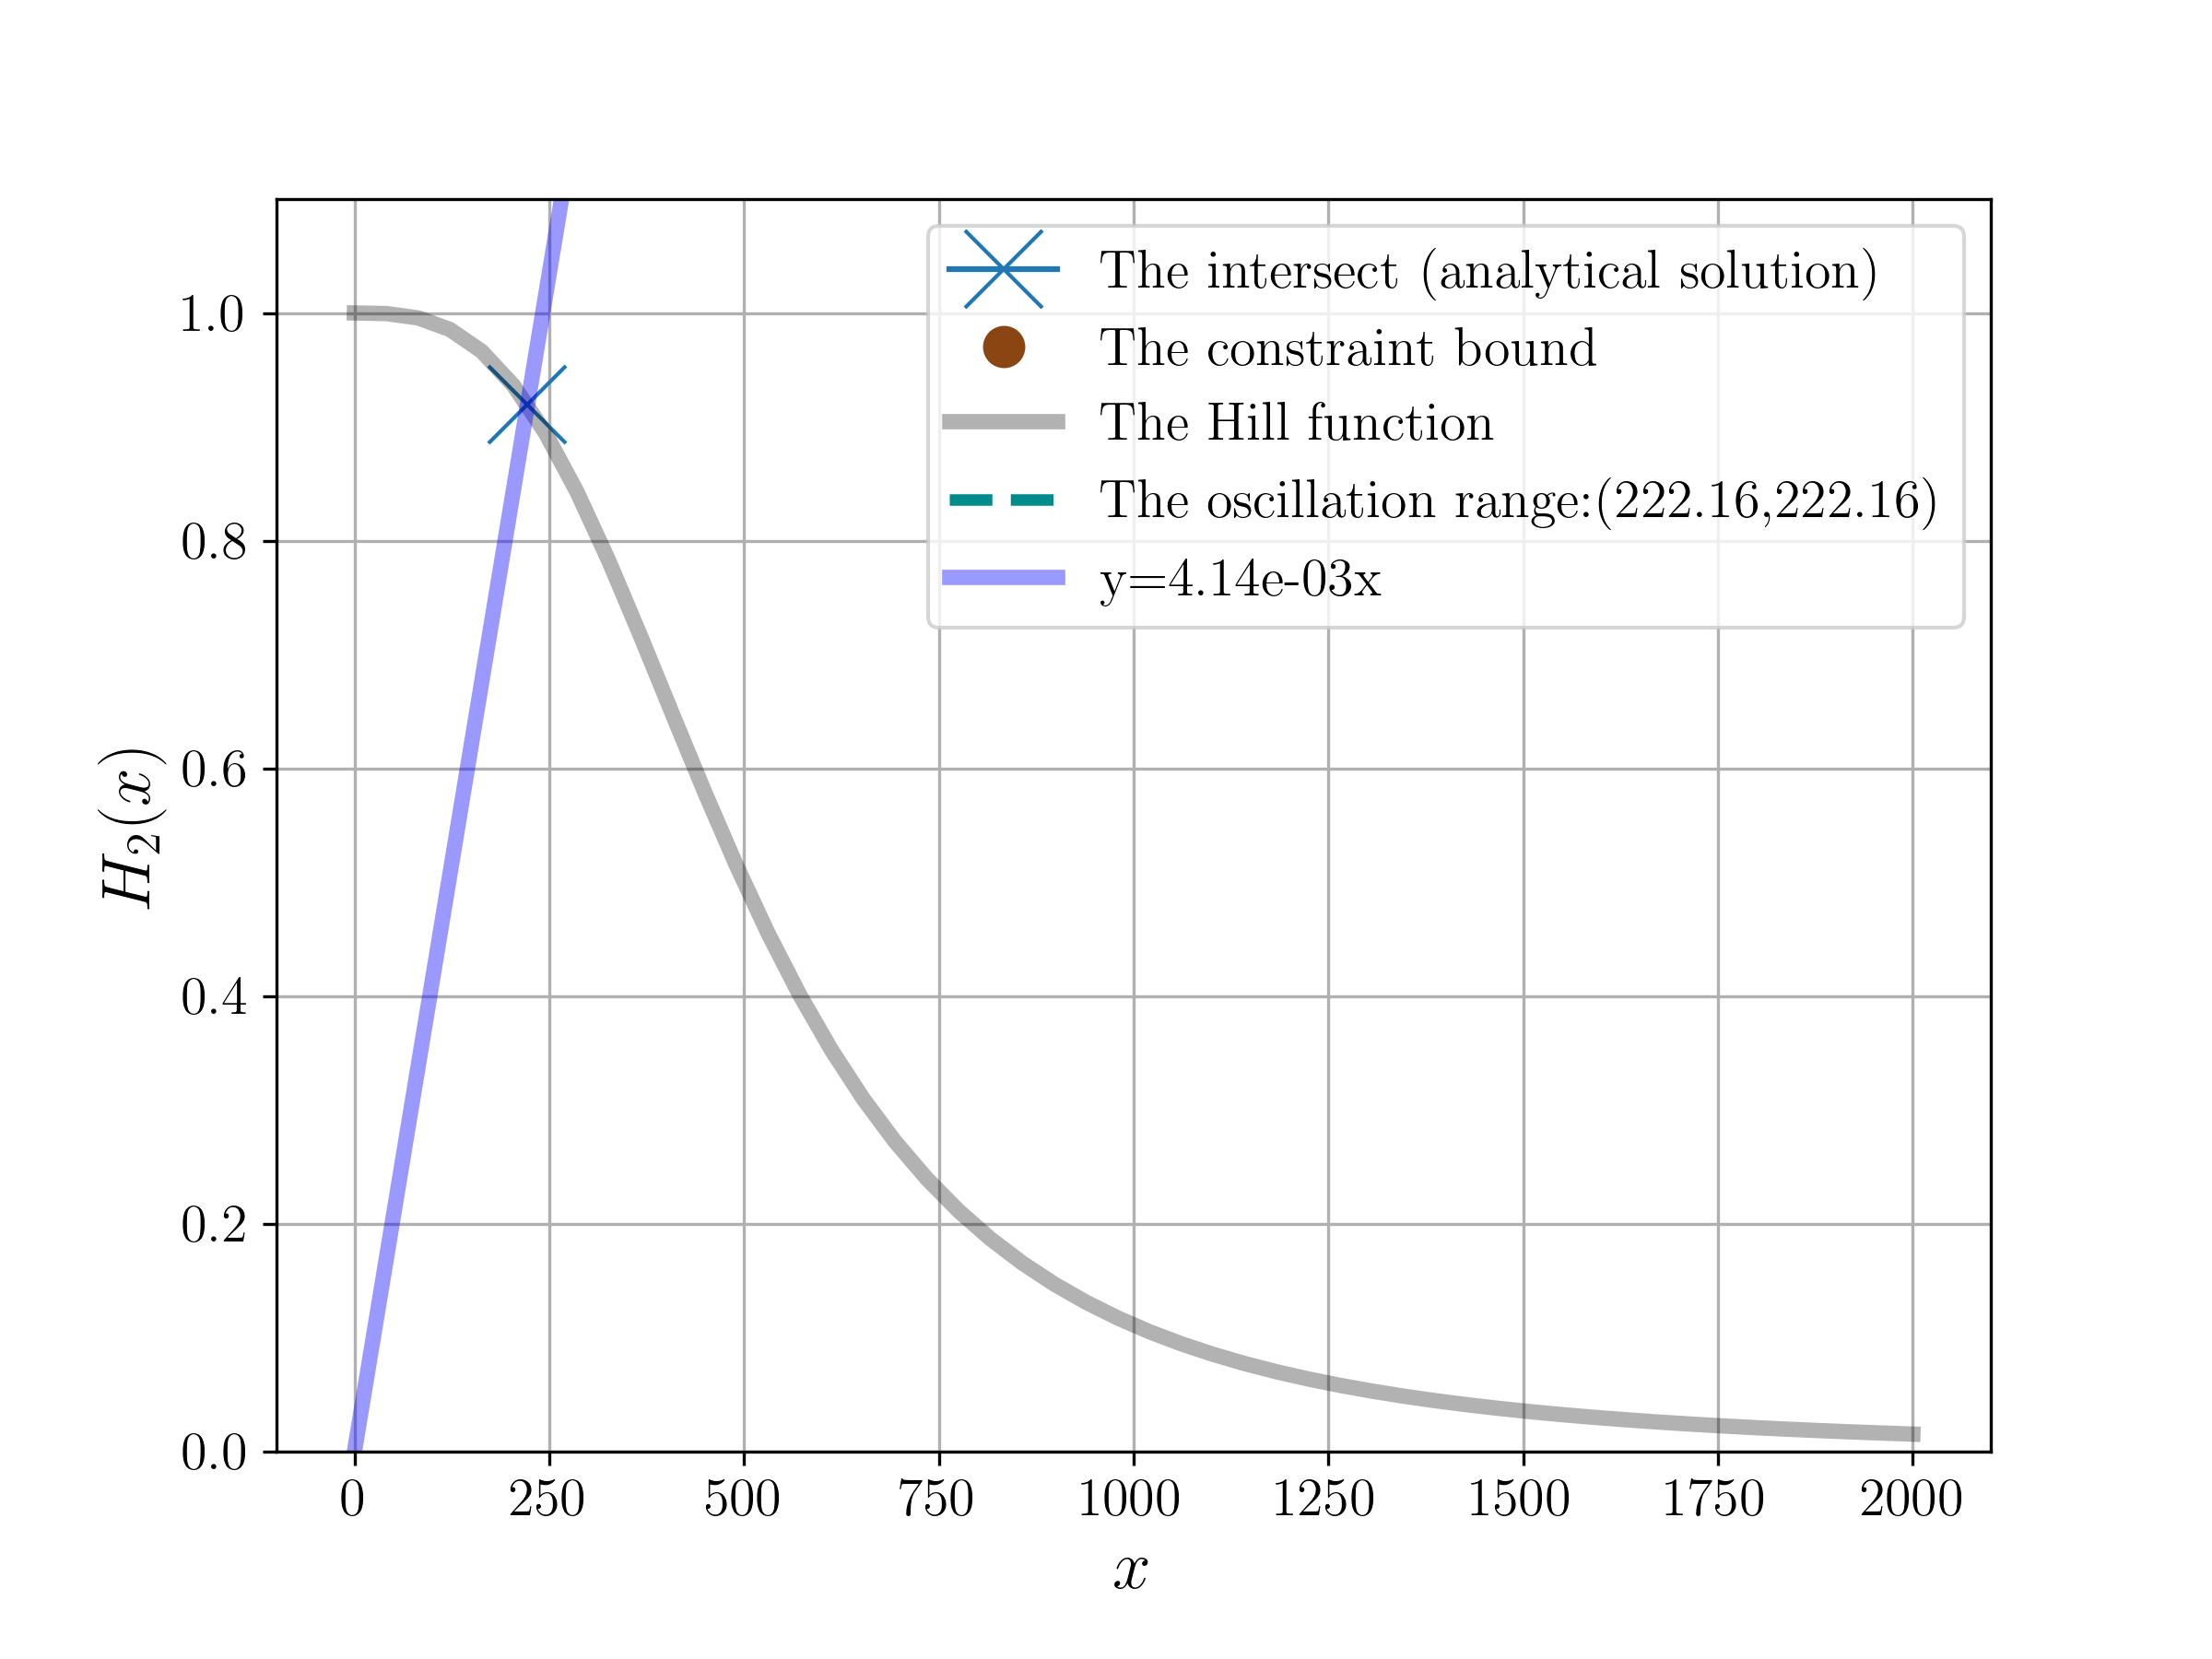 The intersect (analytical solution)
The constraint bound
The Hill function
The oscillation range:(222.16,222.16)
y=4.14e-03x
1.0
0.8
0.6
0.4
0.2
0.0
H₂(x)
0 250 500 750 1000 1250 1500 1750 2000
x